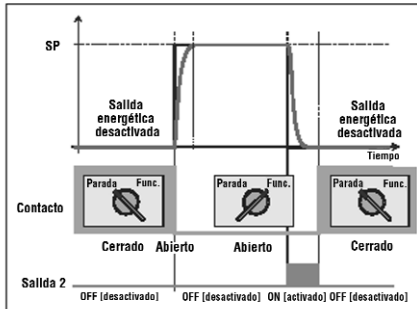 SP
Salida
energética
desactivada
Salida
energética
desactivada
Tiempo
Parada Func.
Parada Func.
Parada Func.
Contacto
Cerrado Abierto Abierto Cerrado
Salida 2
OFF [desactivado] OFF [desactivado] ON [activado] OFF [desactivado]